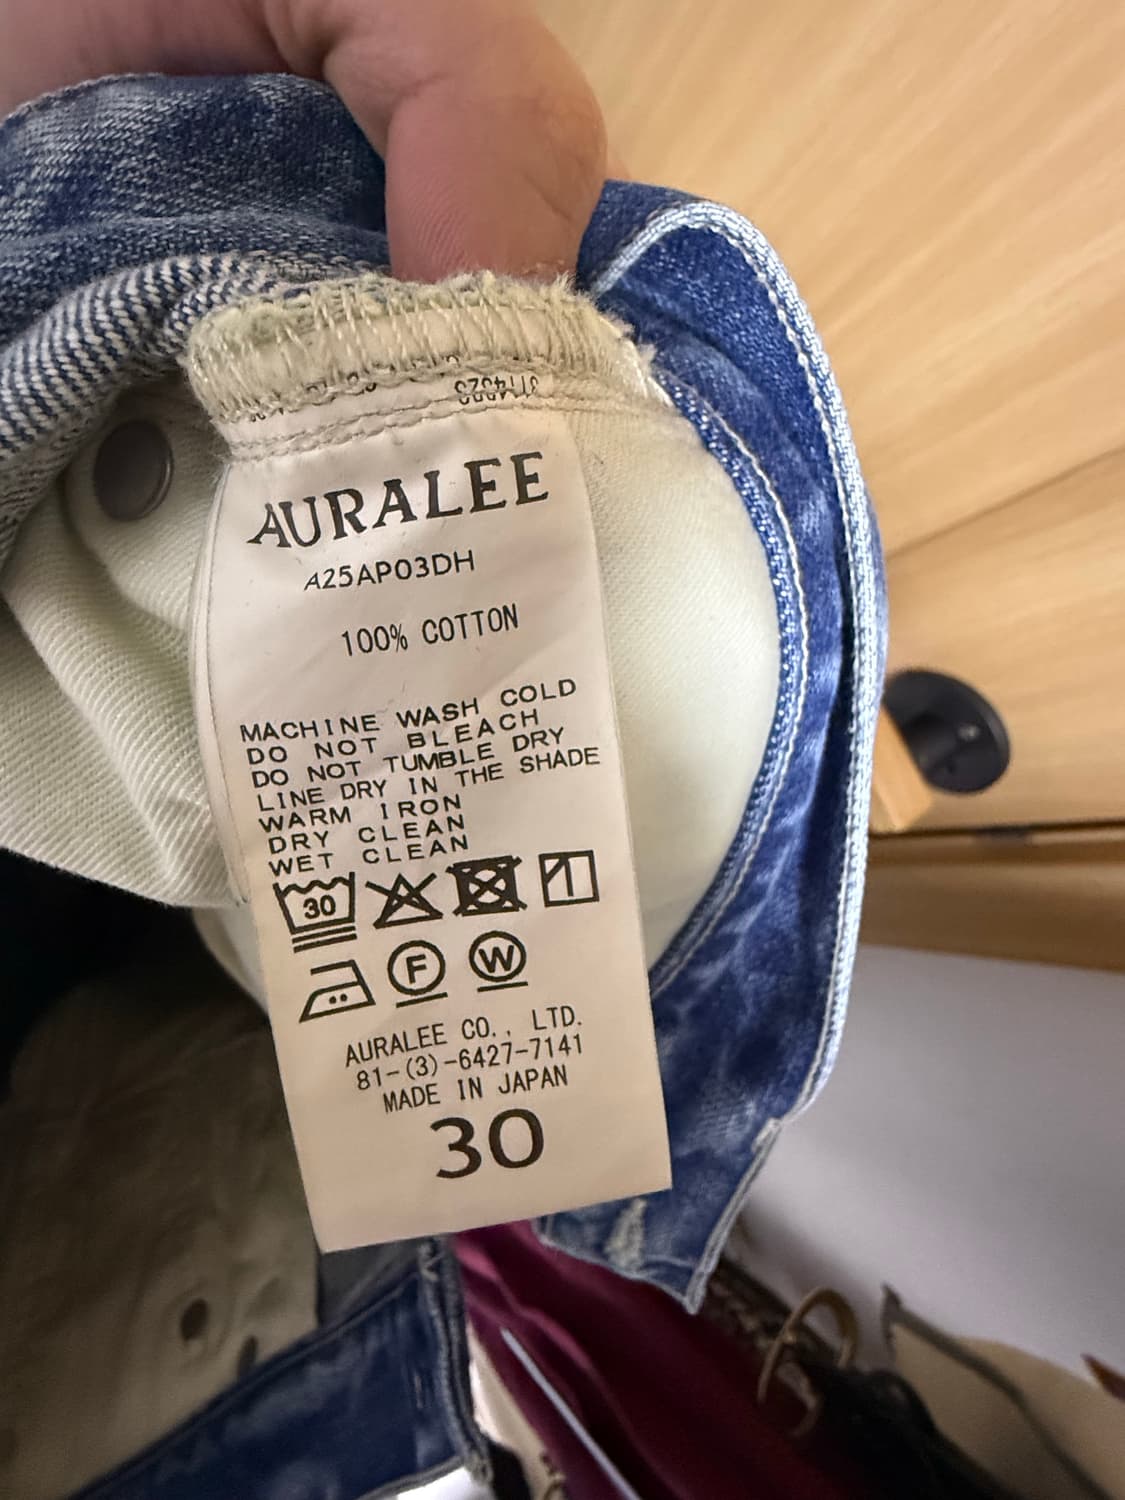 AURALEE
A25AP03DH
100% COTTON
MACHINE WASH COLD
DO NOT BLEACH
DO NOT TUMBLE DRY
LINE DRY IN THE SHADE
WARM IRON
DRY CLEAN
WET CLEAN
30
F W
AURALEE CO., LTD.
81-(3)-6427-7141
MADE IN JAPAN
30